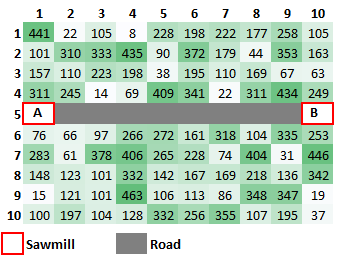 1 2 3 4 5 6 7 8 9 10
1 441 22 105 8 228 198 222 177 258 105
2 101 310 333 435 90 372 179 44 353 163
3 157 110 223 198 38 195 110 169 67 63
4 311 245 14 69 409 341 22 311 434 249
5 A B
6 76 66 97 266 272 161 318 104 335 253
7 283 61 378 406 265 228 74 404 31 446
8 148 123 101 332 142 167 169 218 136 342
9 15 121 101 463 106 113 86 348 347 19
10 100 197 104 128 332 256 355 107 195 37
Sawmill Road